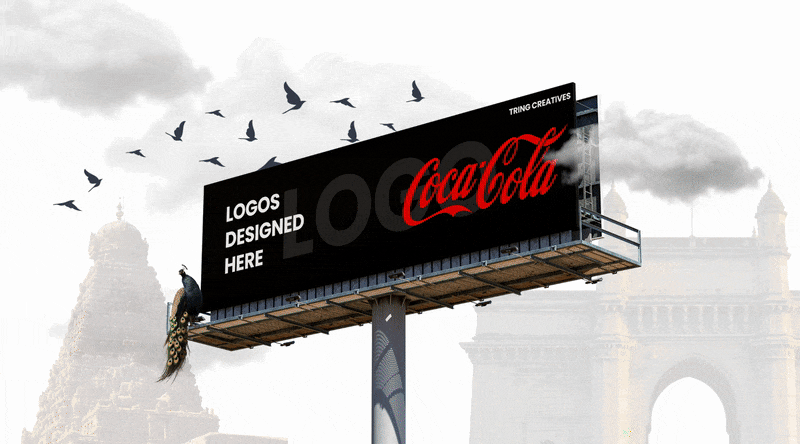 TRING CREATIVES
LOGO
Coca-Cola
LOGOS
DESIGNED
HERE